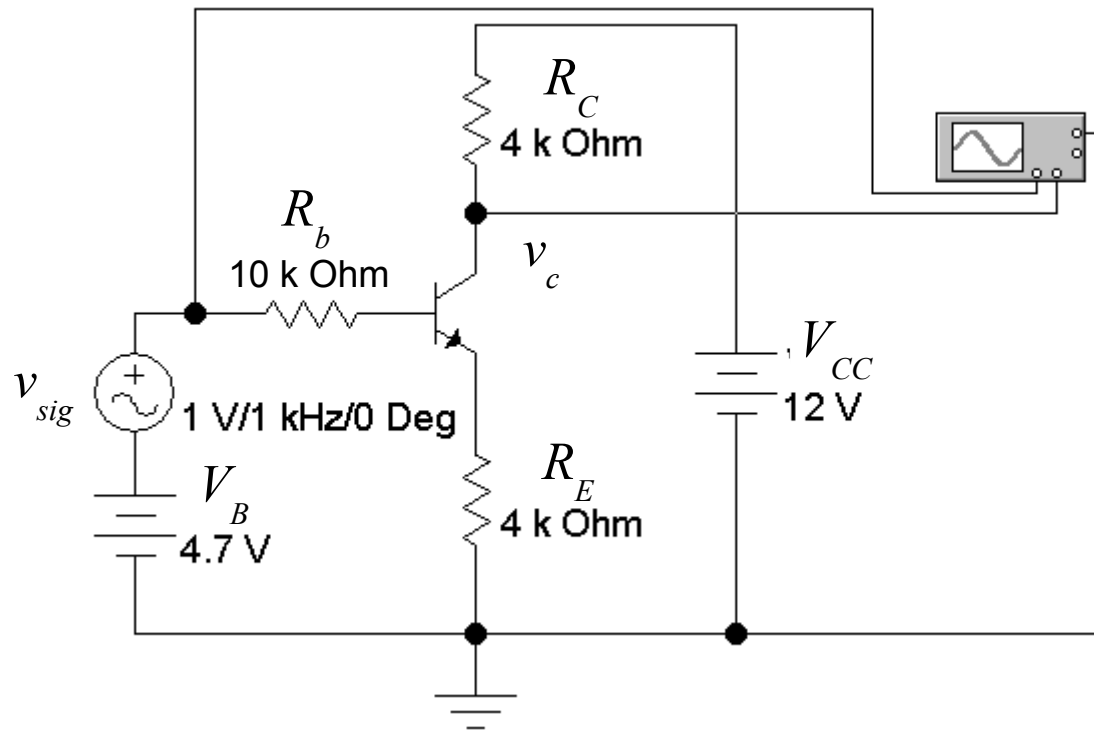 R_C
4 k Ohm
R_b
10 k Ohm
v_c
, V_CC
12 V
v_sig
1 V/1 kHz/0 Deg
V_B
4.7 V
R_E
4 k Ohm